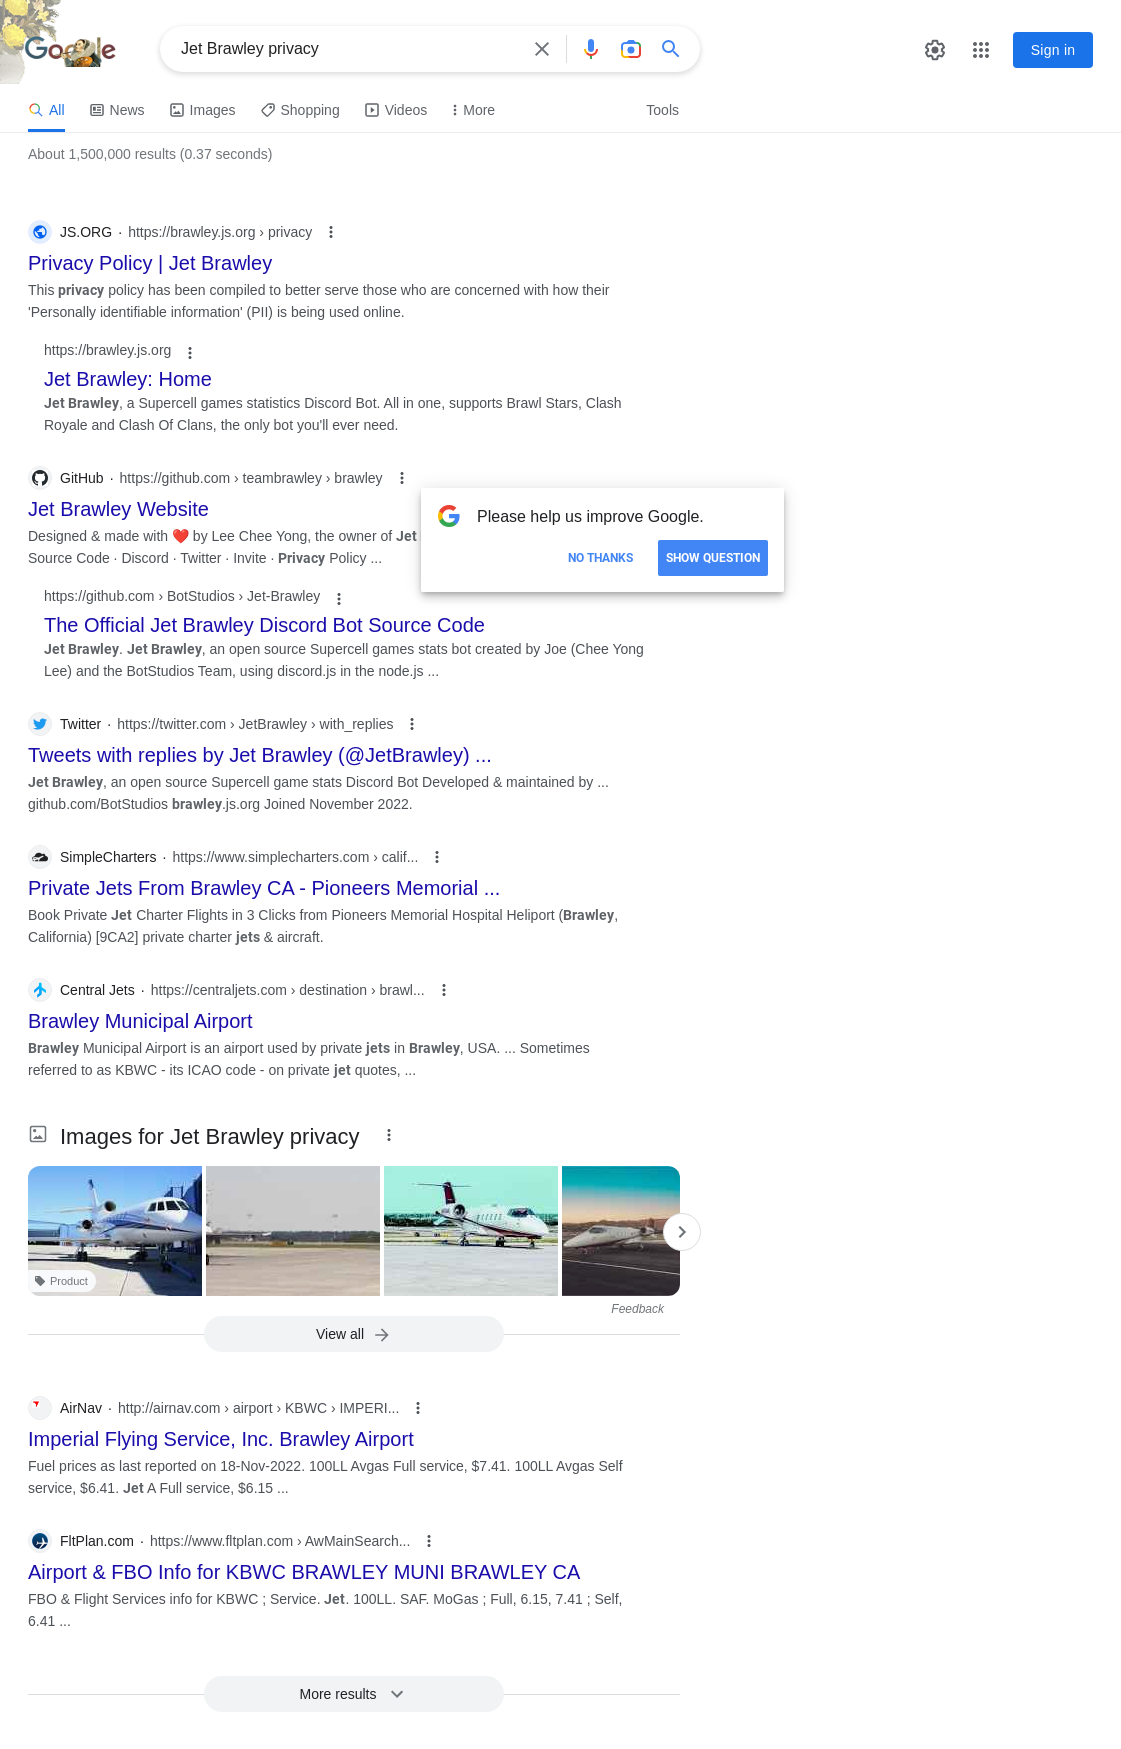 Google
Jet Brawley privacy
Sign in
All
News
Images
Shopping
Videos
More
Tools
About 1,500,000 results (0.37 seconds)
JS.ORG · https://brawley.js.org › privacy
Privacy Policy | Jet Brawley
This privacy policy has been compiled to better serve those who are concerned with how their
'Personally identifiable information' (PII) is being used online.
https://brawley.js.org
Jet Brawley: Home
Jet Brawley, a Supercell games statistics Discord Bot. All in one, supports Brawl Stars, Clash
Royale and Clash Of Clans, the only bot you'll ever need.
GitHub · https://github.com › teambrawley › brawley
Jet Brawley Website
Designed & made with ❤️ by Lee Chee Yong, the owner of Jet
Source Code · Discord · Twitter · Invite · Privacy Policy ...
Please help us improve Google.
NO THANKS
SHOW QUESTION
https://github.com › BotStudios › Jet-Brawley
The Official Jet Brawley Discord Bot Source Code
Jet Brawley. Jet Brawley, an open source Supercell games stats bot created by Joe (Chee Yong
Lee) and the BotStudios Team, using discord.js in the node.js ...
Twitter · https://twitter.com › JetBrawley › with_replies
Tweets with replies by Jet Brawley (@JetBrawley) ...
Jet Brawley, an open source Supercell game stats Discord Bot Developed & maintained by ...
github.com/BotStudios brawley.js.org Joined November 2022.
SimpleCharters · https://www.simplecharters.com › calif...
Private Jets From Brawley CA - Pioneers Memorial ...
Book Private Jet Charter Flights in 3 Clicks from Pioneers Memorial Hospital Heliport (Brawley,
California) [9CA2] private charter jets & aircraft.
Central Jets · https://centraljets.com › destination › brawl...
Brawley Municipal Airport
Brawley Municipal Airport is an airport used by private jets in Brawley, USA. ... Sometimes
referred to as KBWC - its ICAO code - on private jet quotes, ...
Images for Jet Brawley privacy
Product
Feedback
View all
AirNav · http://airnav.com › airport › KBWC › IMPERI...
Imperial Flying Service, Inc. Brawley Airport
Fuel prices as last reported on 18-Nov-2022. 100LL Avgas Full service, $7.41. 100LL Avgas Self
service, $6.41. Jet A Full service, $6.15 ...
FltPlan.com · https://www.fltplan.com › AwMainSearch...
Airport & FBO Info for KBWC BRAWLEY MUNI BRAWLEY CA
FBO & Flight Services info for KBWC ; Service. Jet. 100LL. SAF. MoGas ; Full, 6.15, 7.41 ; Self,
6.41 ...
More results